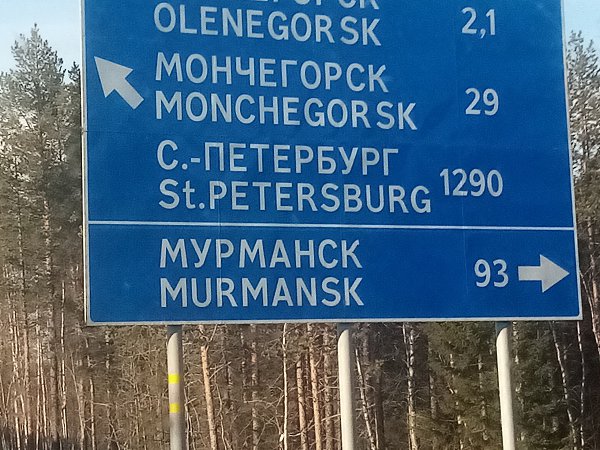 OLENEGORSK 2,1
МОНЧЕГОРСК
MONCHEGORSK 29
С.-ПЕТЕРБУРГ
St.PETERSBURG 1290
МУРМАНСК
MURMANSK 93